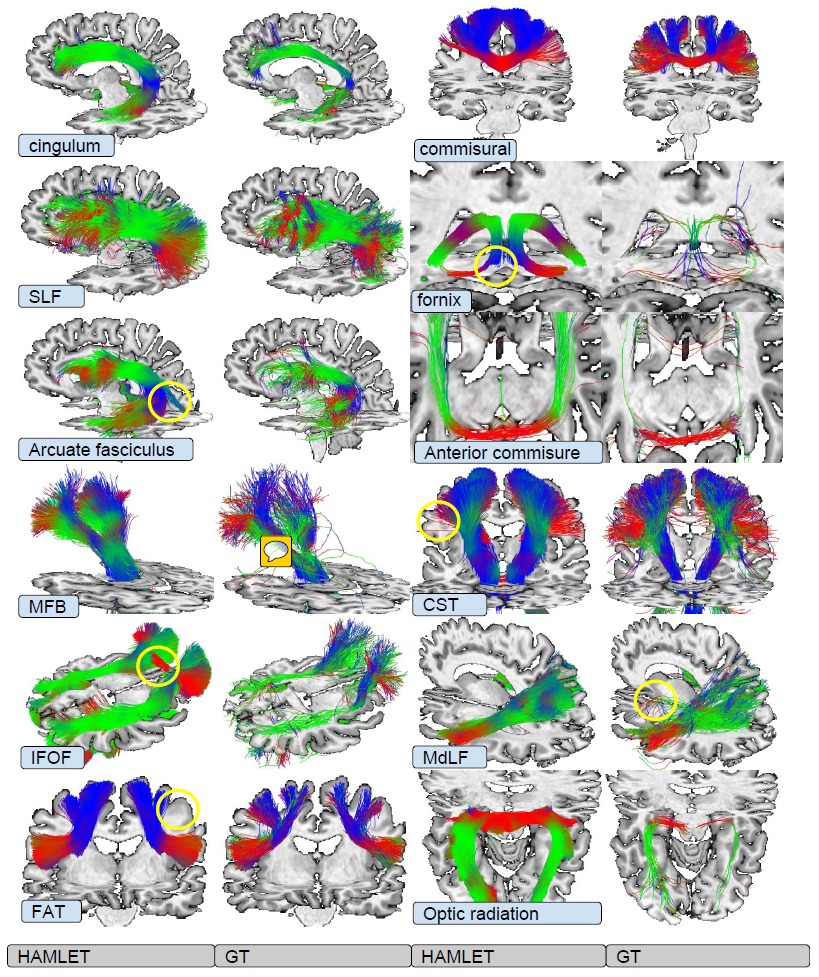 cingulum
commisural
SLF
fornix
Arcuate fasciculus
Anterior commisure
MFB
CST
IFOF
MdLF
FAT
Optic radiation
HAMLET
GT
HAMLET
GT